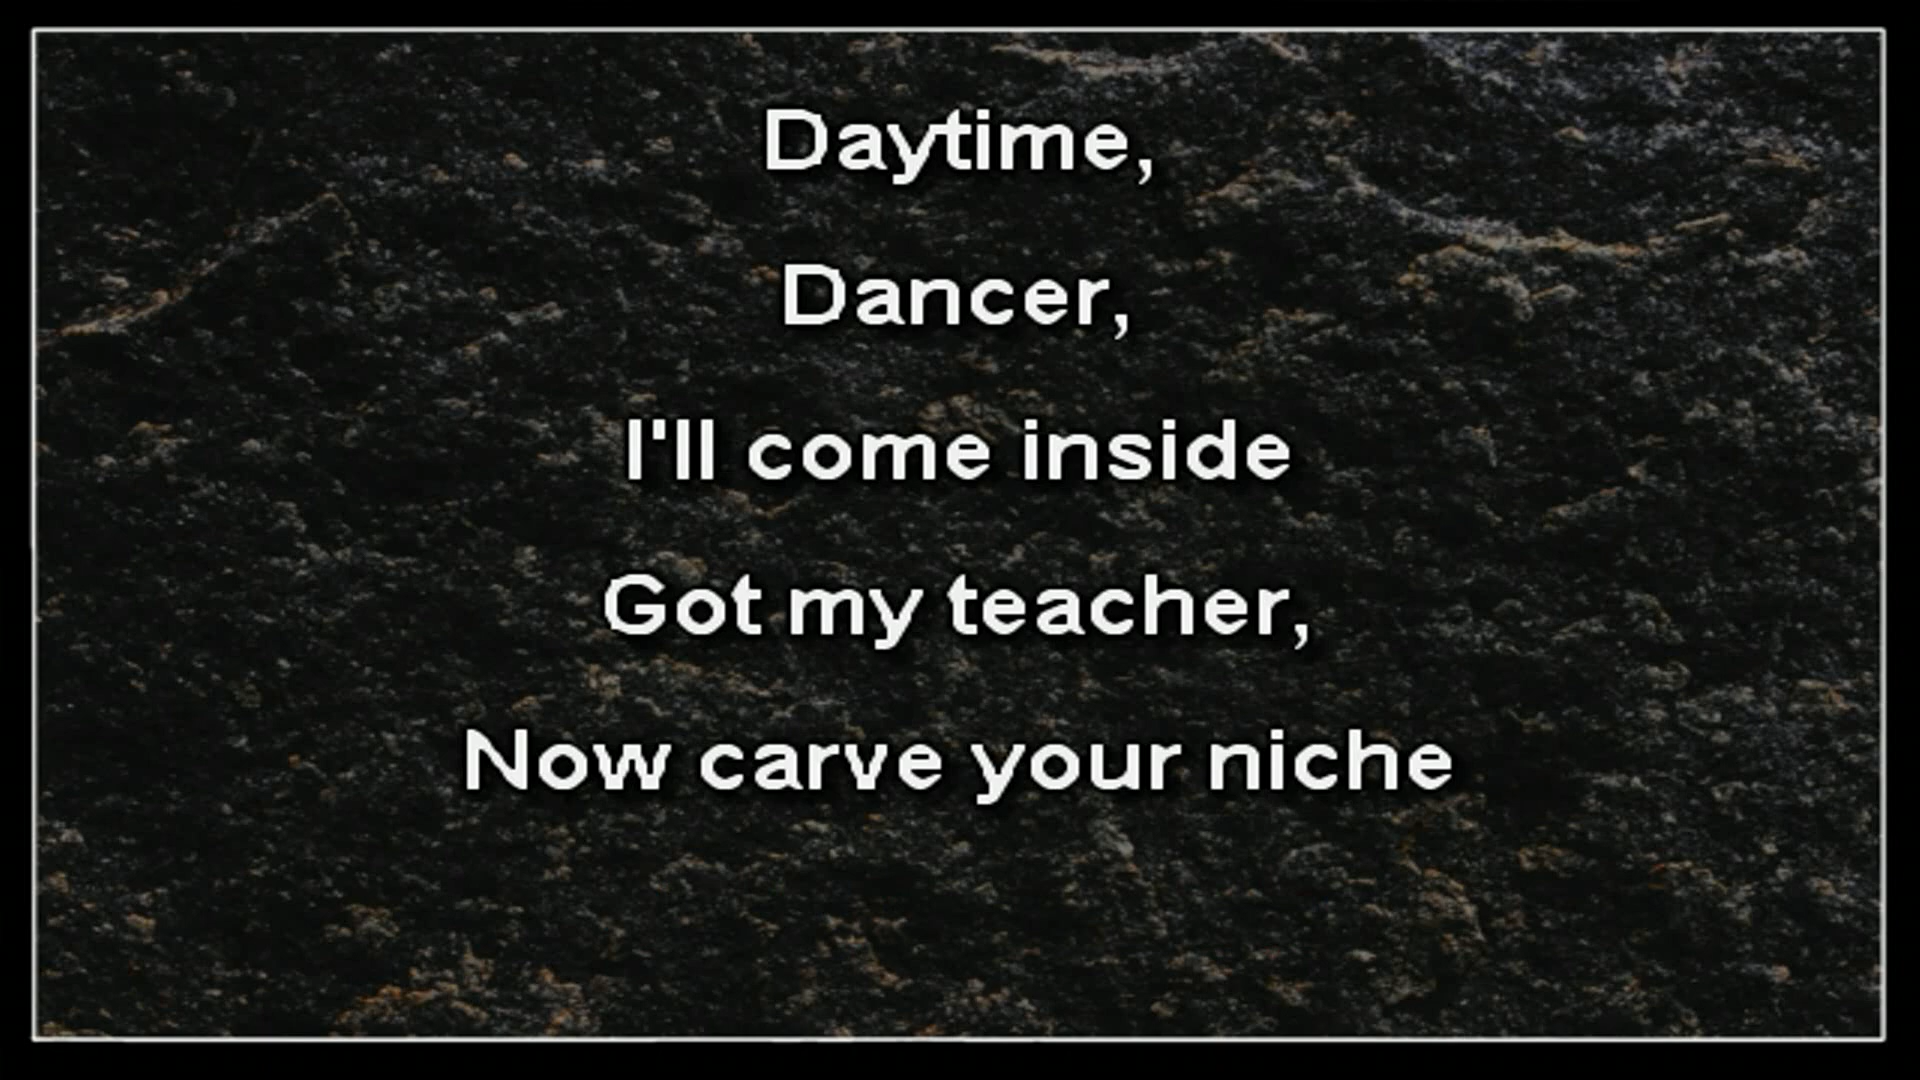 Daytime,
Dancer,
I'll come inside
Got my teacher,
Now carve your niche